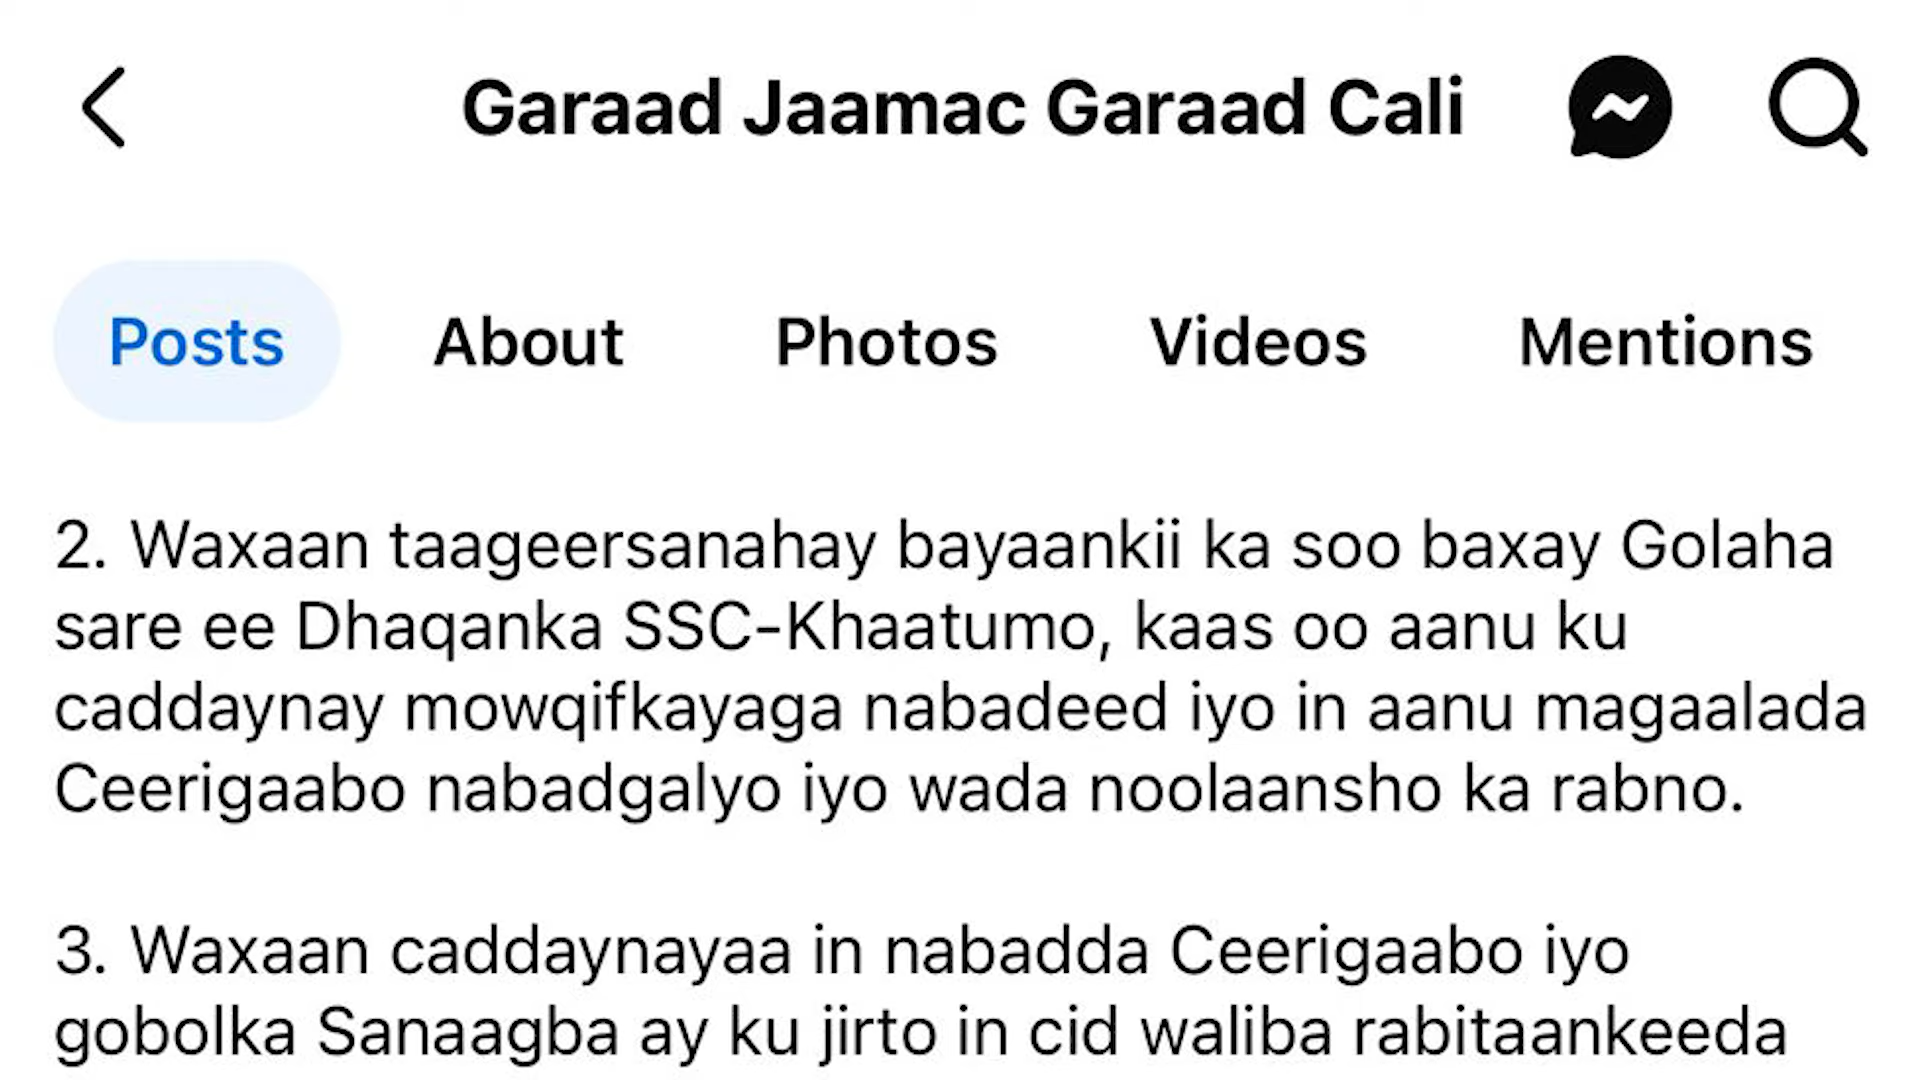 Garaad Jaamac Garaad Cali
Posts About Photos Videos Mentions
2. Waxaan taageersanahay bayaankii ka soo baxay Golaha
sare ee Dhaqanka SSC-Khaatumo, kaas oo aanu ku
caddaynay mowqifkayaga nabadeed iyo in aanu magaalada
Ceerigaabo nabadgalyo iyo wada noolaansho ka rabno.
3. Waxaan caddaynayaa in nabadda Ceerigaabo iyo
gobolka Sanaagba ay ku jirto in cid waliba rabitaankeeda